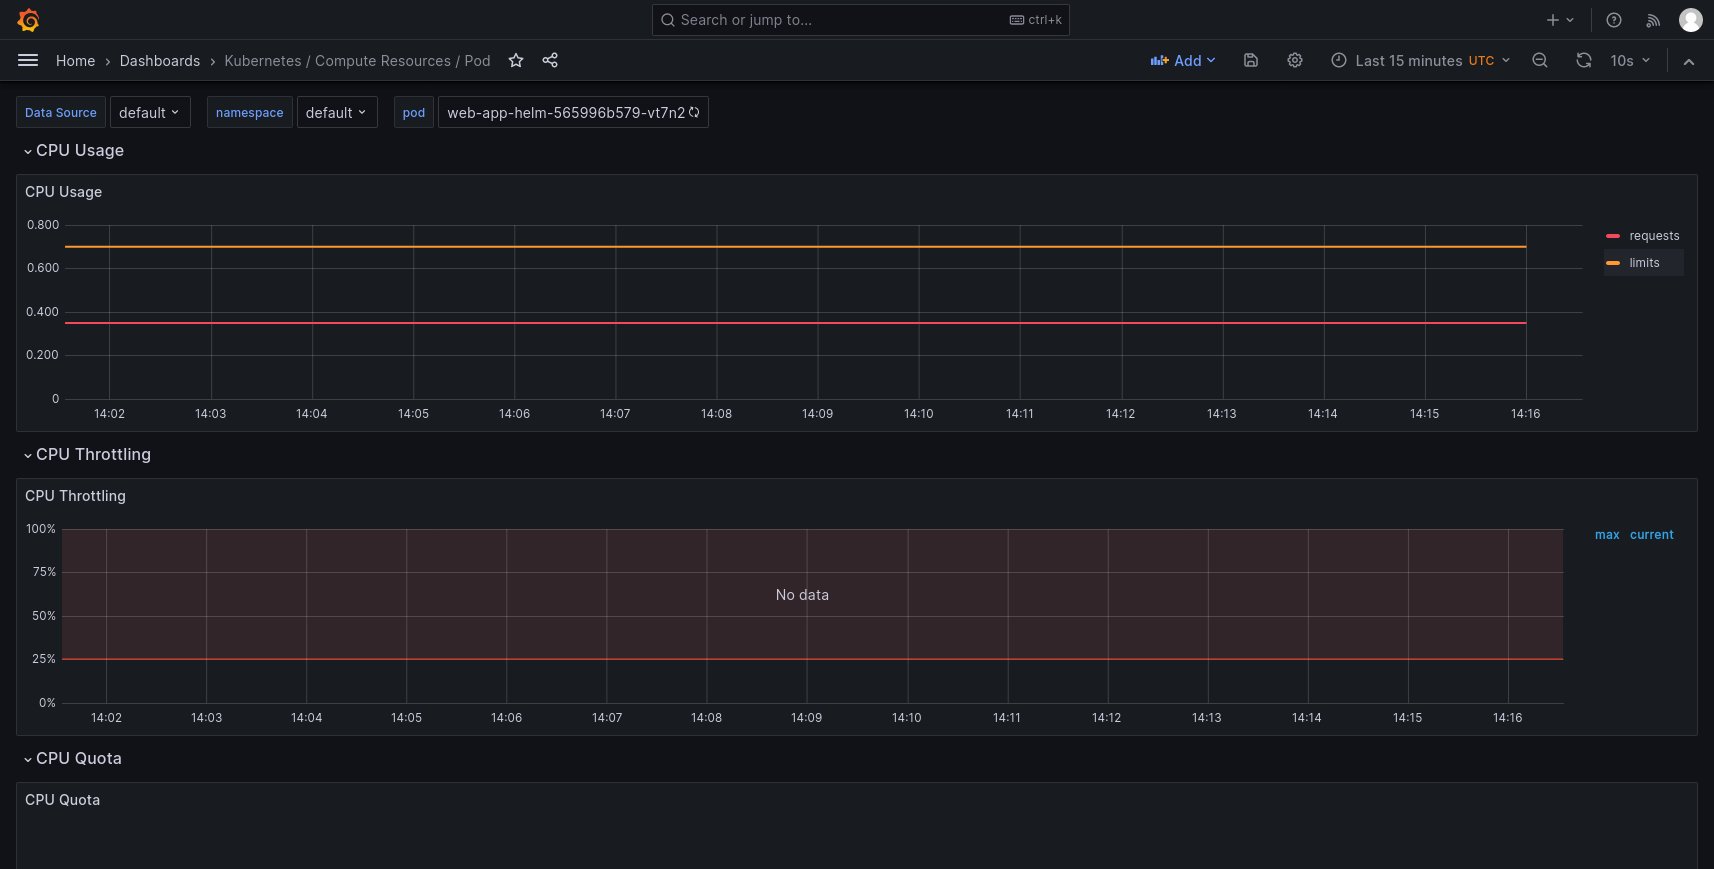 Search or jump to...
ctrl+k
Home › Dashboards › Kubernetes / Compute Resources / Pod
Add
Last 15 minutes UTC
10s
Data Source
default
namespace
default
pod
web-app-helm-565996b579-vt7n2
CPU Usage
CPU Usage
0.800
0.600
0.400
0.200
0
14:02 14:03 14:04 14:05 14:06 14:07 14:08 14:09 14:10 14:11 14:12 14:13 14:14 14:15 14:16
requests
limits
CPU Throttling
CPU Throttling
100%
75%
50%
25%
0%
No data
14:02 14:03 14:04 14:05 14:06 14:07 14:08 14:09 14:10 14:11 14:12 14:13 14:14 14:15 14:16
max current
CPU Quota
CPU Quota